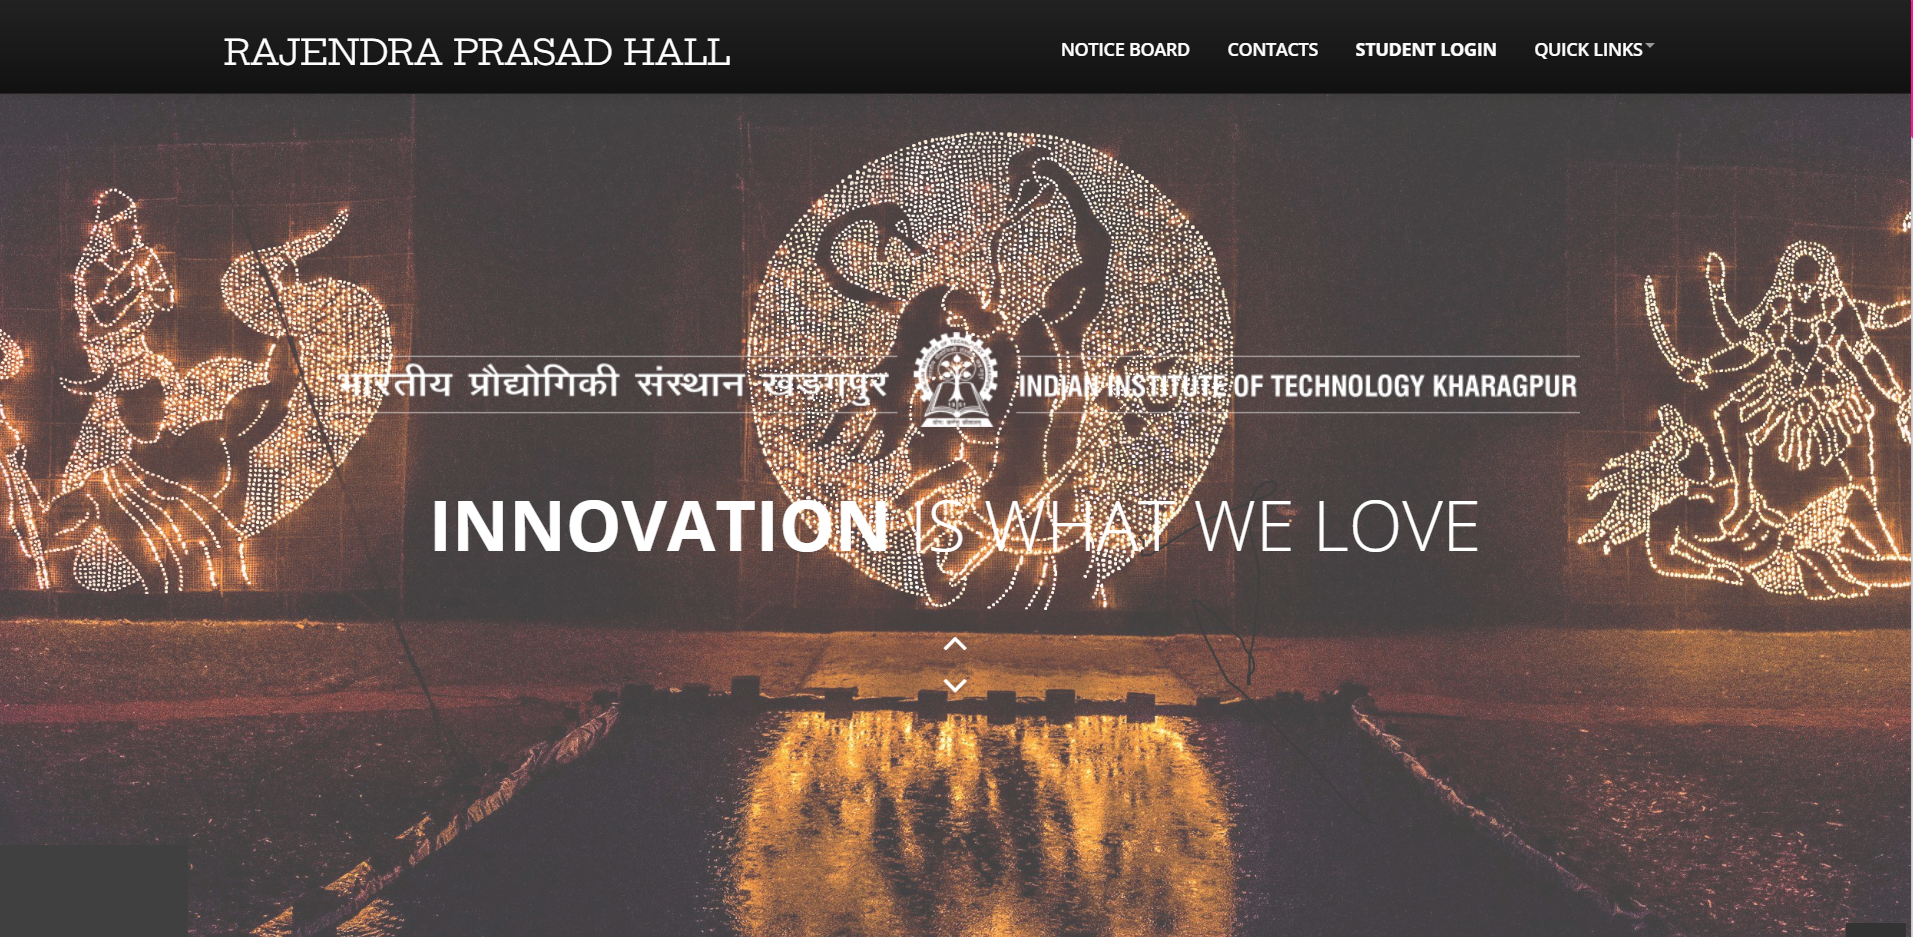 RAJENDRA PRASAD HALL
NOTICE BOARD CONTACTS STUDENT LOGIN QUICK LINKS
भारतीय प्रौद्योगिकी संस्थान खड़गपुर
INDIAN INSTITUTE OF TECHNOLOGY KHARAGPUR
INNOVATION IS WHAT WE LOVE